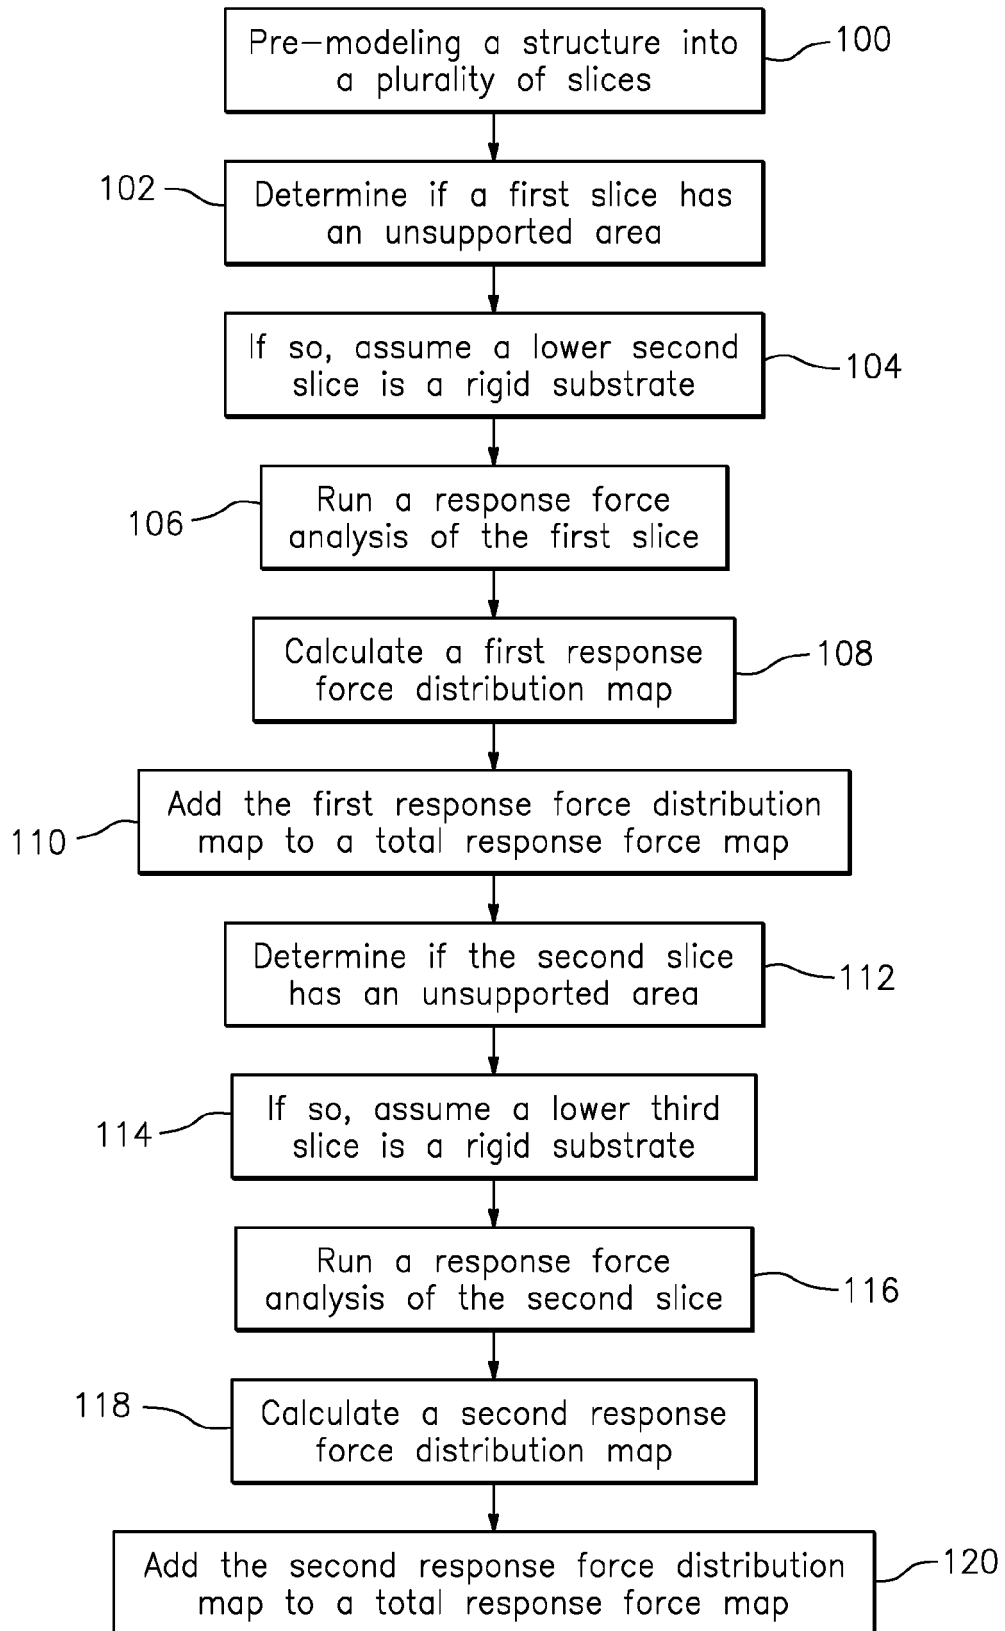 Pre-modeling a structure into
a plurality of slices
100
102
Determine if a first slice has
an unsupported area
If so, assume a lower second
slice is a rigid substrate
104
106
Run a response force
analysis of the first slice
Calculate a first response
force distribution map
108
110
Add the first response force distribution
map to a total response force map
Determine if the second slice
has an unsupported area
112
114
If so, assume a lower third
slice is a rigid substrate
Run a response force
analysis of the second slice
116
118
Calculate a second response
force distribution map
Add the second response force distribution
map to a total response force map
120